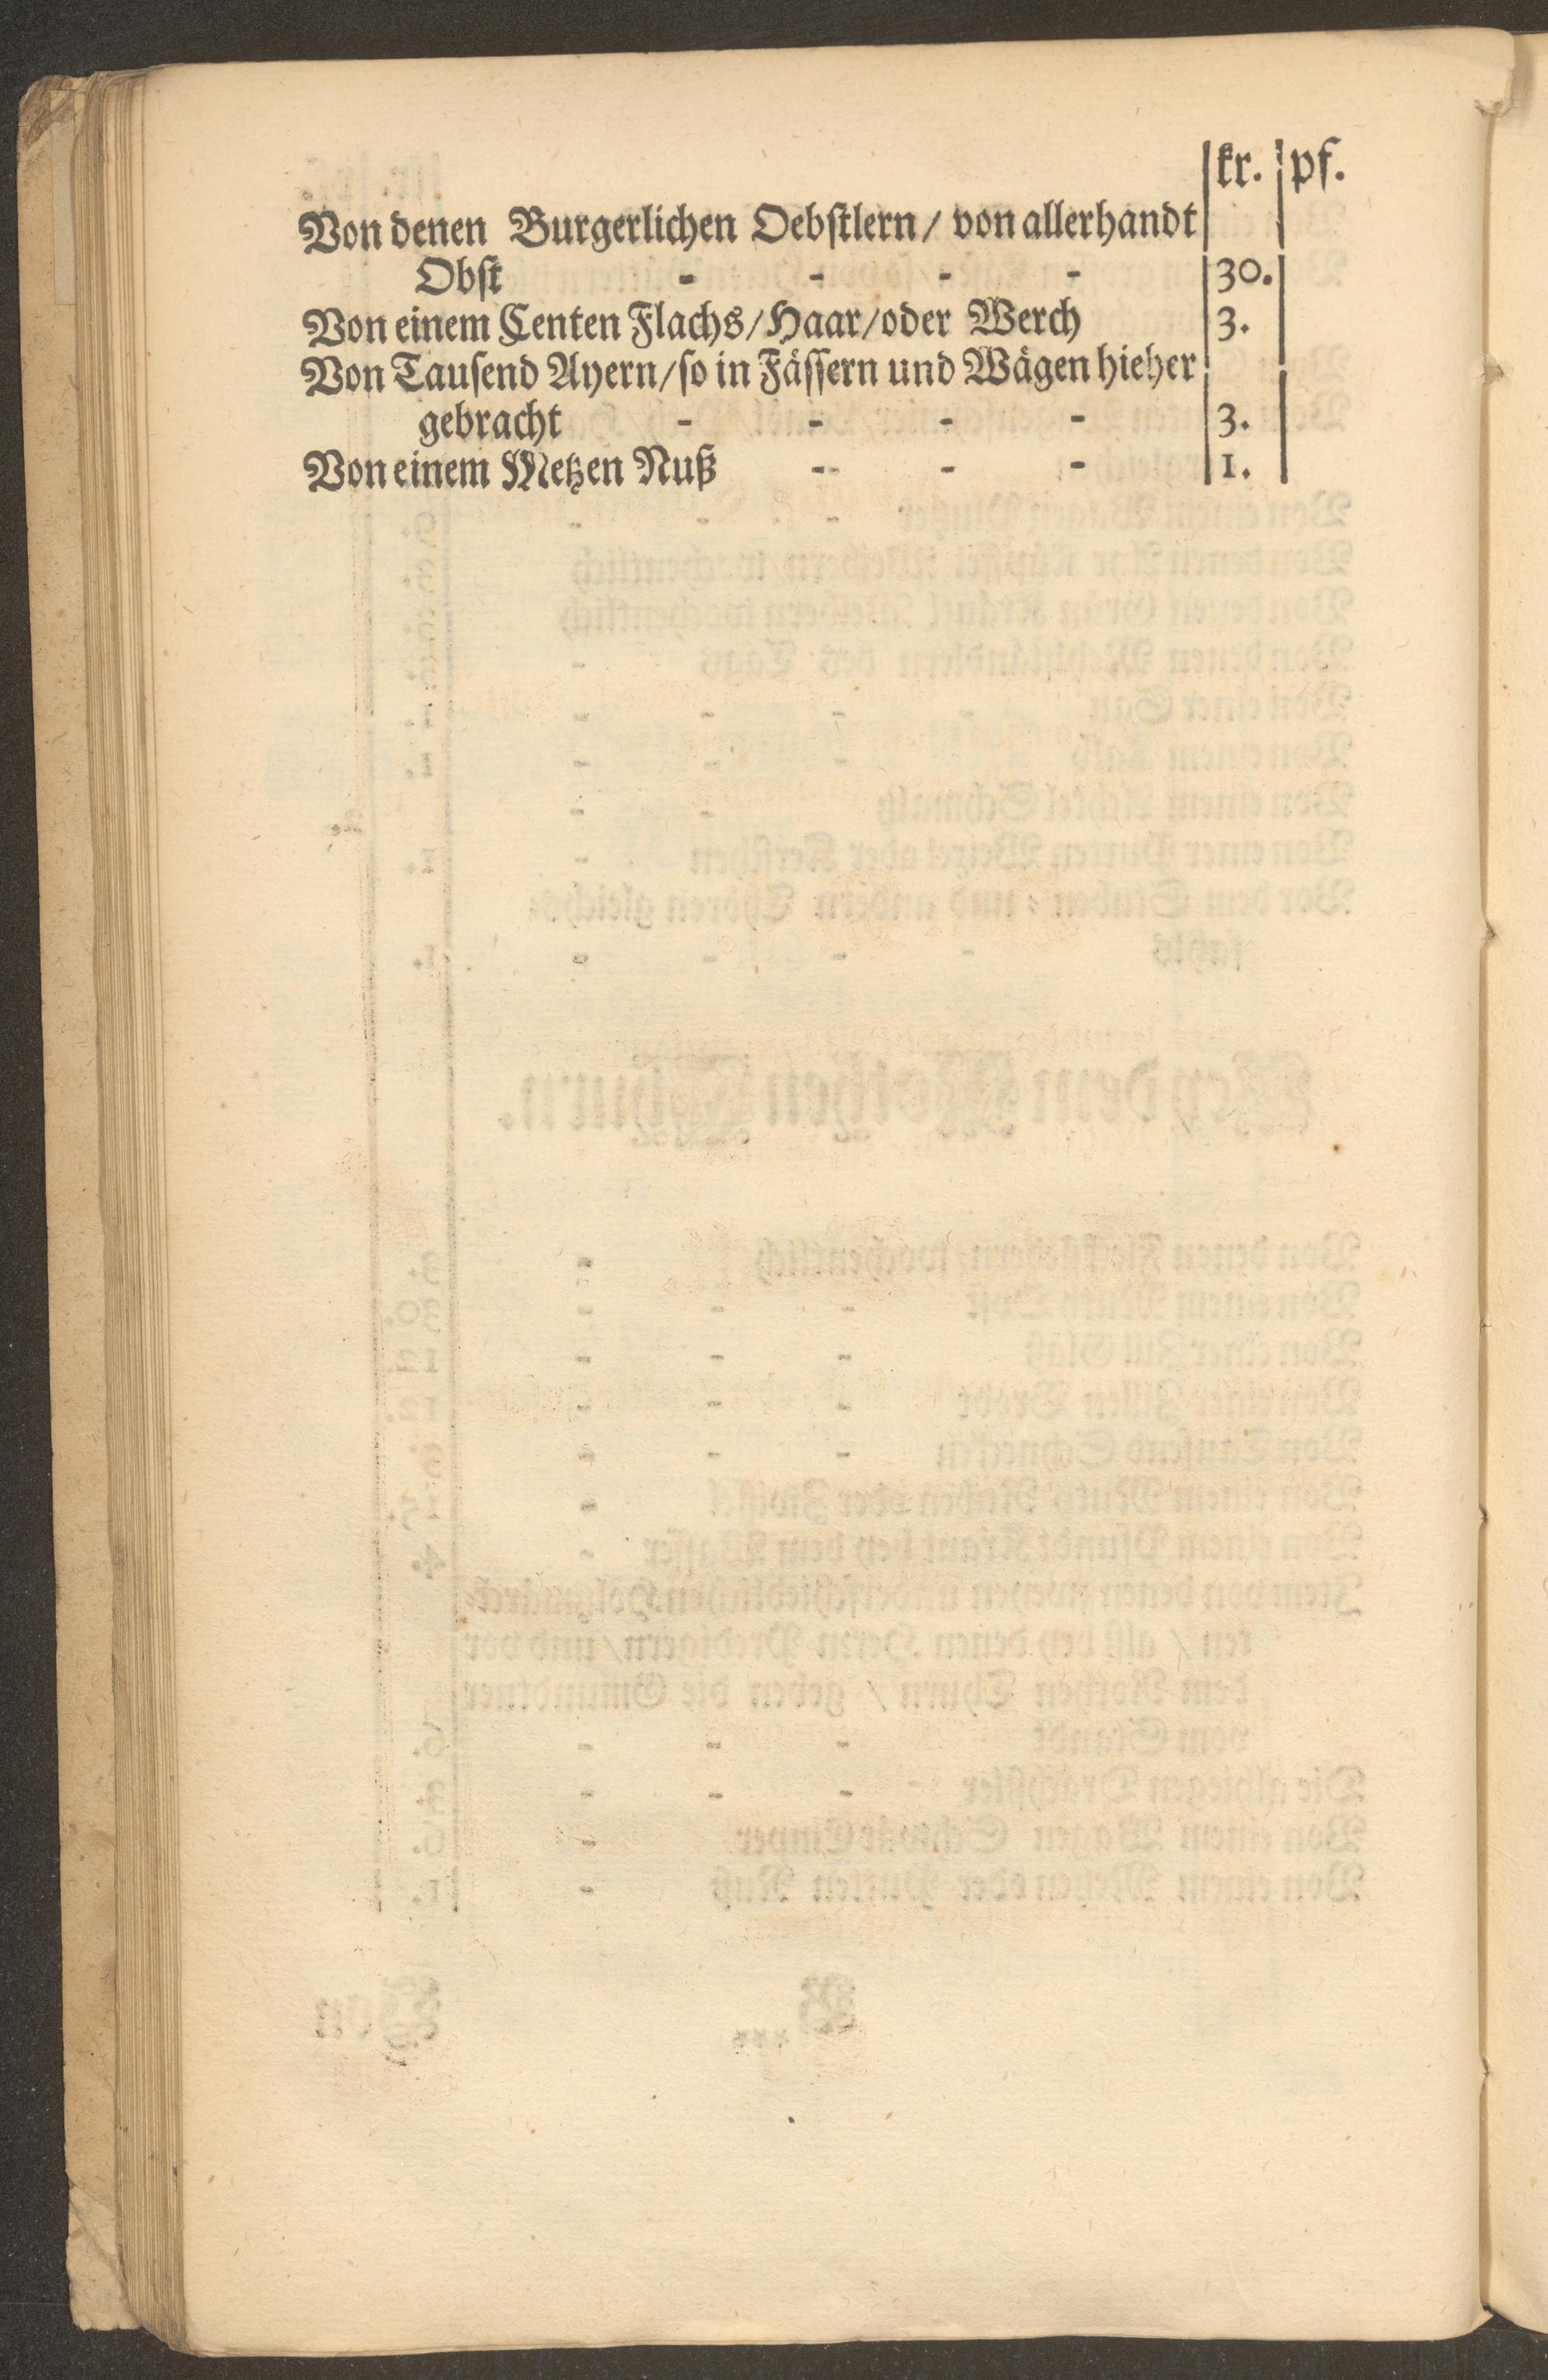 kr. pf.
Von denen Burgerlichen Oebstlern / von allerhandt
Obst - - - - 30.
Von einem Centen Flachs / Haar / oder Werch 3.
Von Tausend Ayern / so in Fässern und Wägen hieher
gebracht - - - - 3.
Von einem Metzen Nuß - - - 1.